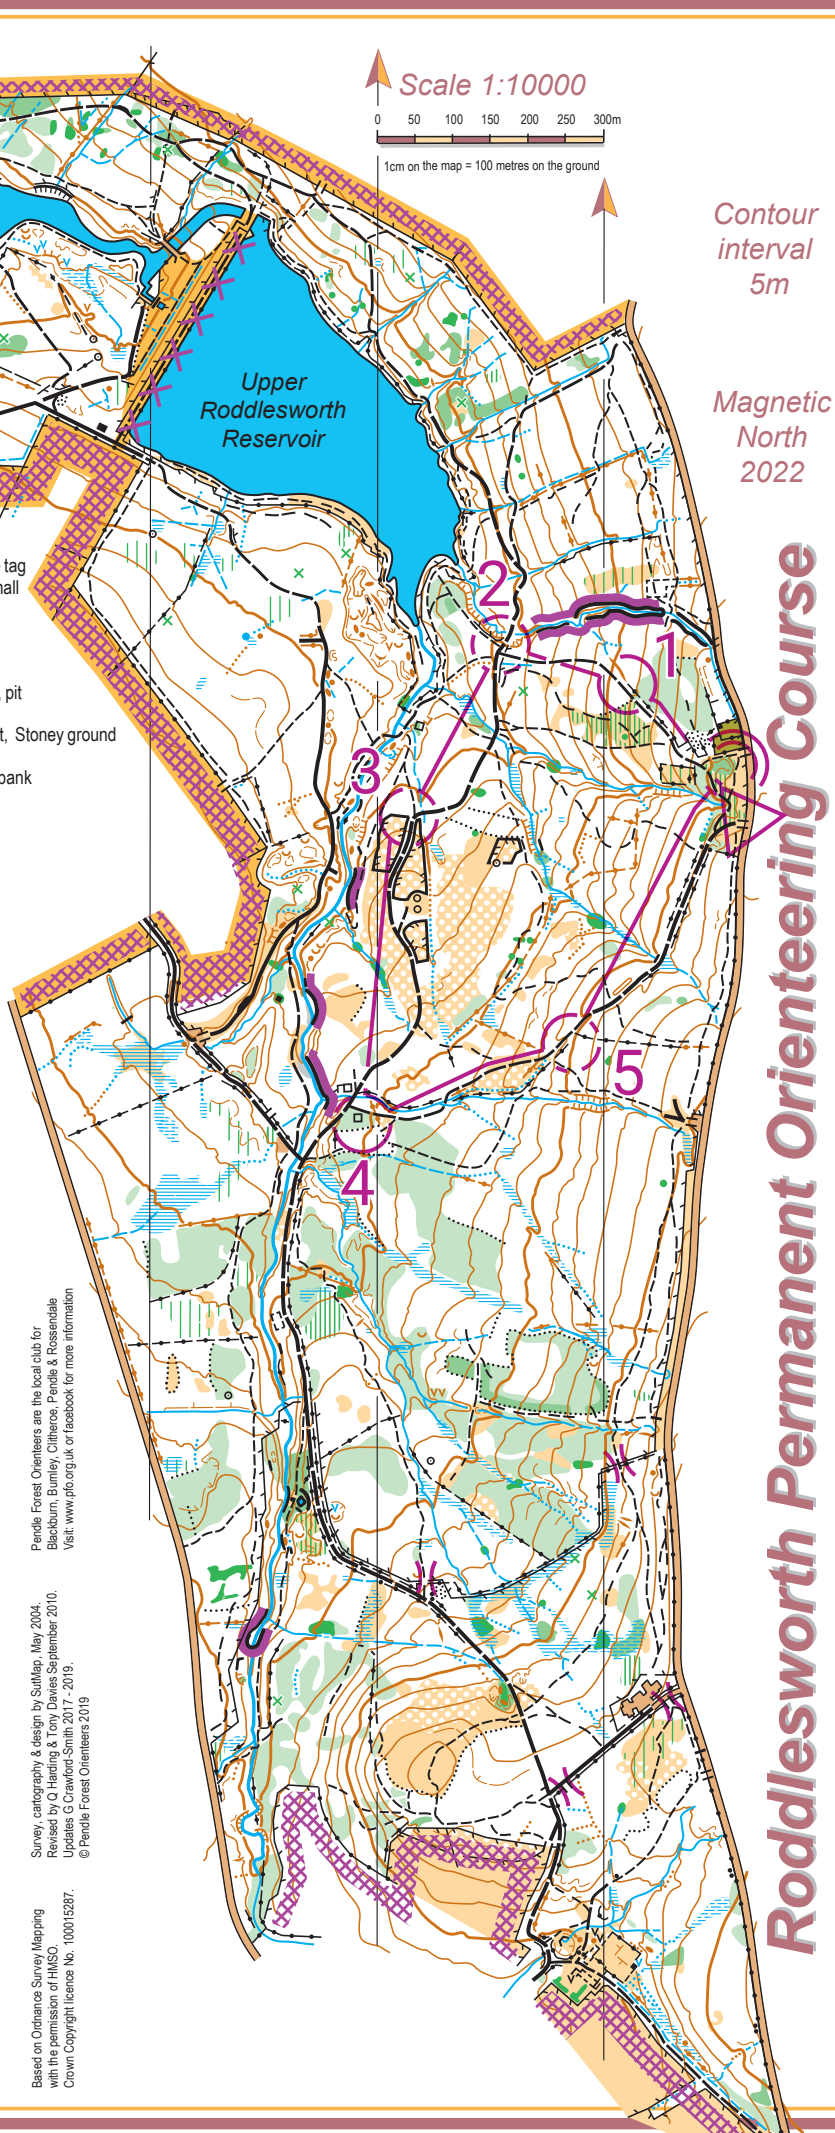 Scale 1:10000
0 50 100 150 200 250 300m
1cm on the map = 100 metres on the ground
Contour
interval
5m
Magnetic
North
2022
Upper
Roddlesworth
Reservoir
tag
pit
t, Stoney ground
bank
1
2
3
4
5
Roddlesworth Permanent Orienteering Course
Pendle Forest Orienteers are the local club for
Blackburn, Burnley, Clitheroe, Pendle & Rossendale
Visit: www.pfo.org.uk or facebook for more information
Survey, cartography & design by SutMap, May 2004.
Revised by Q Harding & Tony Davies September 2010.
Updates G Crawford-Smith 2017 - 2019.
© Pendle Forest Orienteers 2019
Based on Ordnance Survey Mapping
with the permission of HMSO.
Crown Copyright licence No. 100015287.